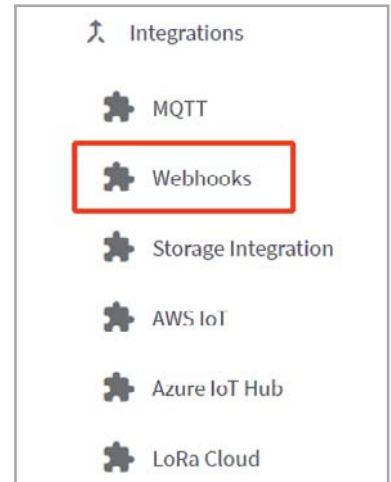 Integrations
MQTT
Webhooks
Storage Integration
AWS IoT
Azure IoT Hub
LoRa Cloud